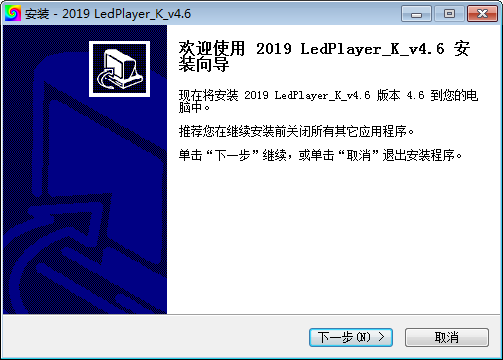 安装 - 2019 LedPlayer_K_v4.6
欢迎使用 2019 LedPlayer_K_v4.6 安
装向导
现在将安装 2019 LedPlayer_K_v4.6 版本 4.6 到您的电
脑中。
推荐您在继续安装前关闭所有其它应用程序。
单击“下一步”继续，或单击“取消”退出安装程序。
下一步(N) >
取消